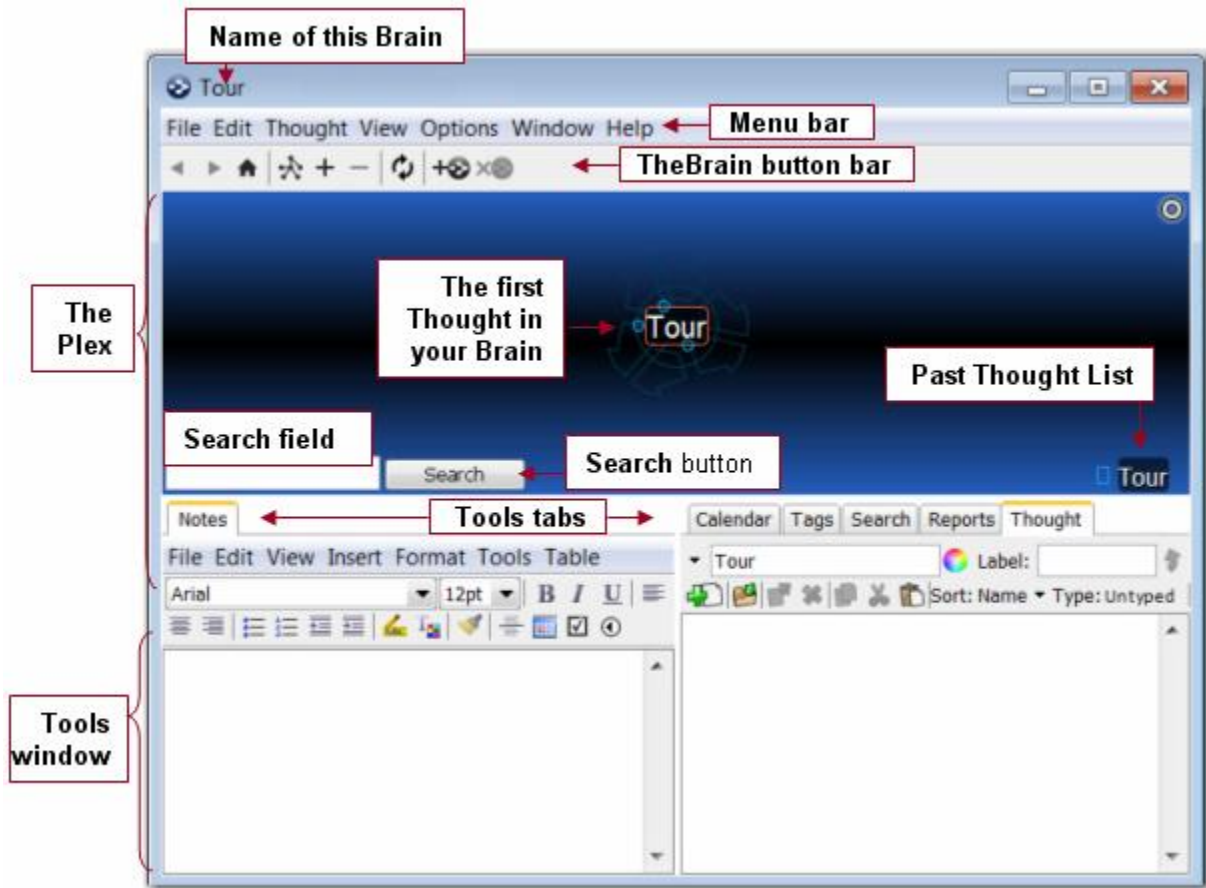 Name of this Brain
Tour
File Edit Thought View Options Window Help
Menu bar
TheBrain button bar
The
Plex
The first
Thought in
your Brain
Tour
Past Thought List
Search field
Search
Search button
Tour
Notes
Tools tabs
Calendar Tags Search Reports Thought
File Edit View Insert Format Tools Table
Tour
Label:
Arial
12pt
B I U
Sort: Name
Type: Untyped
Tools
window